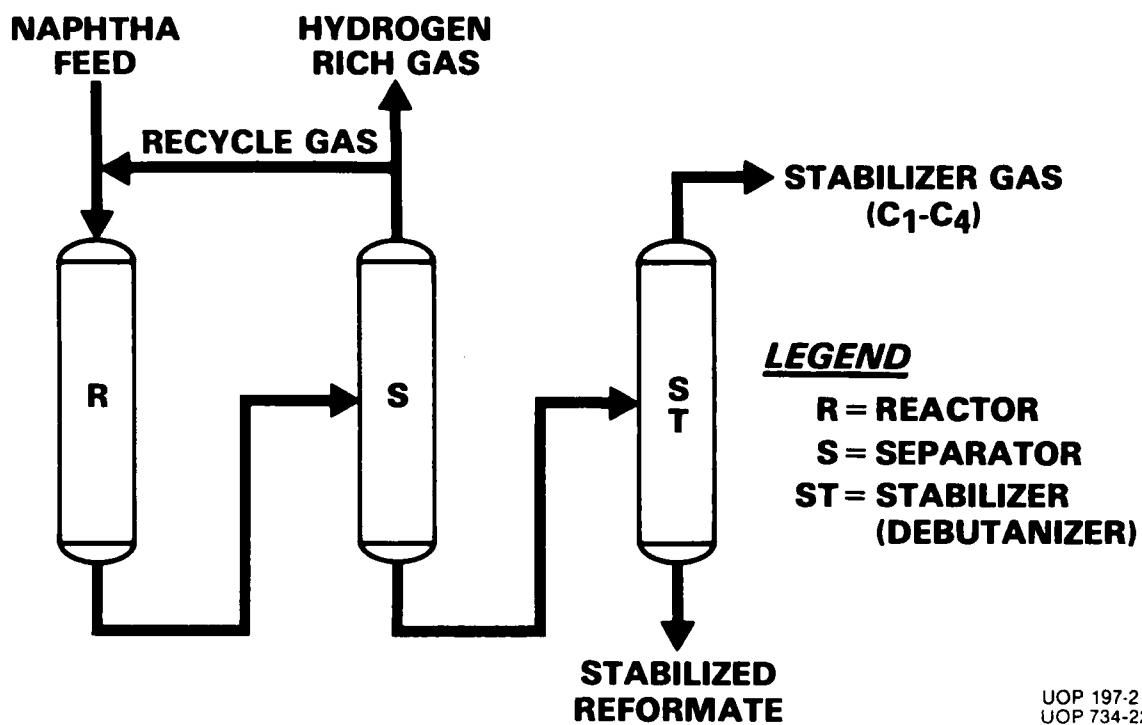 NAPHTHA
FEED
HYDROGEN
RICH GAS
RECYCLE GAS
STABILIZER GAS
(C1-C4)
R
S
S
T
LEGEND
R = REACTOR
S = SEPARATOR
ST = STABILIZER
(DEBUTANIZER)
STABILIZED
REFORMATE
UOP 197-2